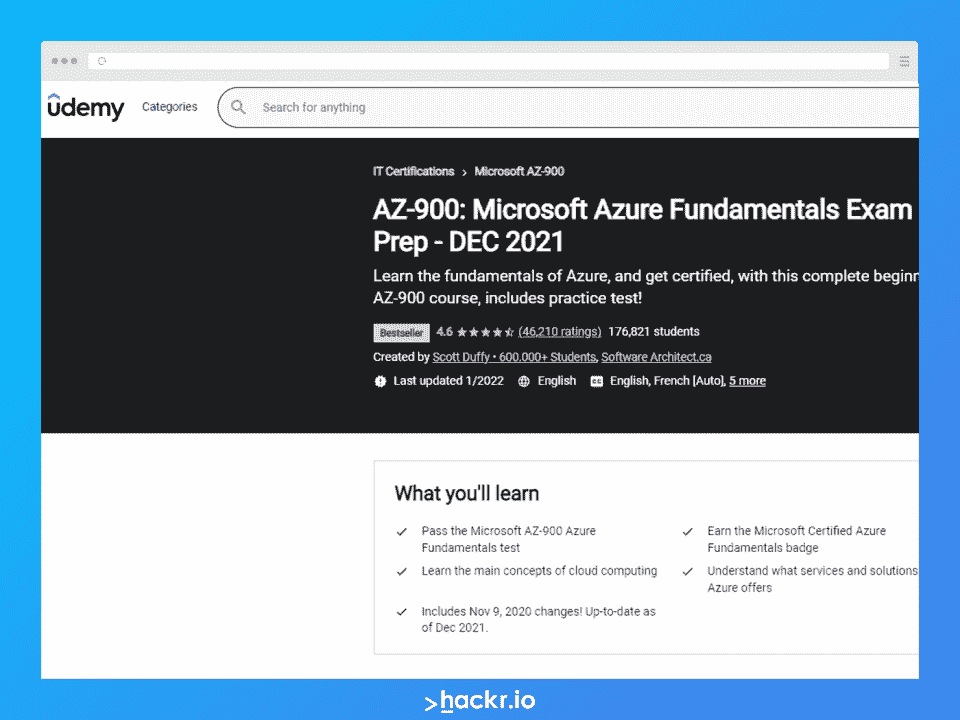 udemy Categories Search for anything
IT Certifications > Microsoft AZ-900
AZ-900: Microsoft Azure Fundamentals Exam
Prep - DEC 2021
Learn the fundamentals of Azure, and get certified, with this complete
AZ-900 course, includes practice test!
Bestseller 4.6 (46,210 ratings) 176,821 students
Created by Scott Duffy • 600,000+ Students, Software Architect.ca
Last updated 1/2022 English CC English, French [Auto], 5 more
What you'll learn
Pass the Microsoft AZ-900 Azure
Fundamentals test
Earn the Microsoft Certified Azure
Fundamentals badge
Learn the main concepts of cloud computing
Understand what services and solutions
Azure offers
Includes Nov 9, 2020 changes! Up-to-date as
of Dec 2021.
>hackr.io